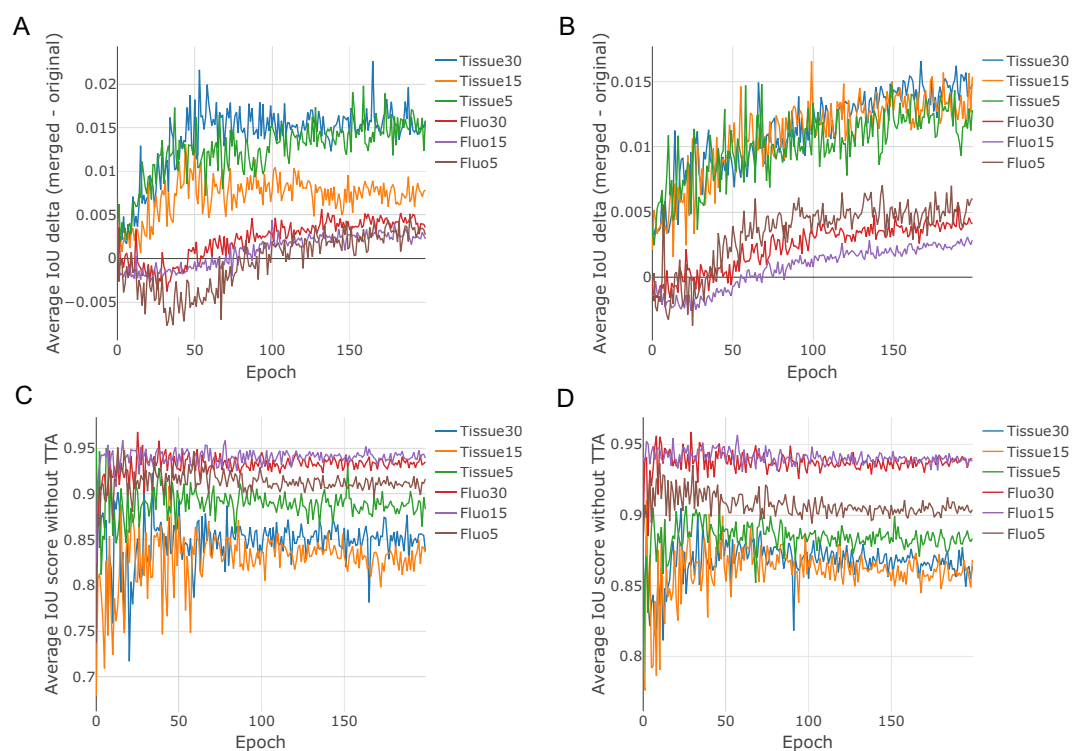 A
Average IoU delta (merged - original)
0.02
0.015
0.01
0.005
0
−0.005
0
50
100
150
Epoch
Tissue30
Tissue15
Tissue5
Fluo30
Fluo15
Fluo5
B
Average IoU delta (merged - original)
0.015
0.01
0.005
0
0
50
100
150
Epoch
Tissue30
Tissue15
Tissue5
Fluo30
Fluo15
Fluo5
C
Average IoU score without TTA
0.95
0.9
0.85
0.8
0.75
0.7
0
50
100
150
Epoch
Tissue30
Tissue15
Tissue5
Fluo30
Fluo15
Fluo5
D
Average IoU score without TTA
0.95
0.9
0.85
0.8
0
50
100
150
Epoch
Tissue30
Tissue15
Tissue5
Fluo30
Fluo15
Fluo5